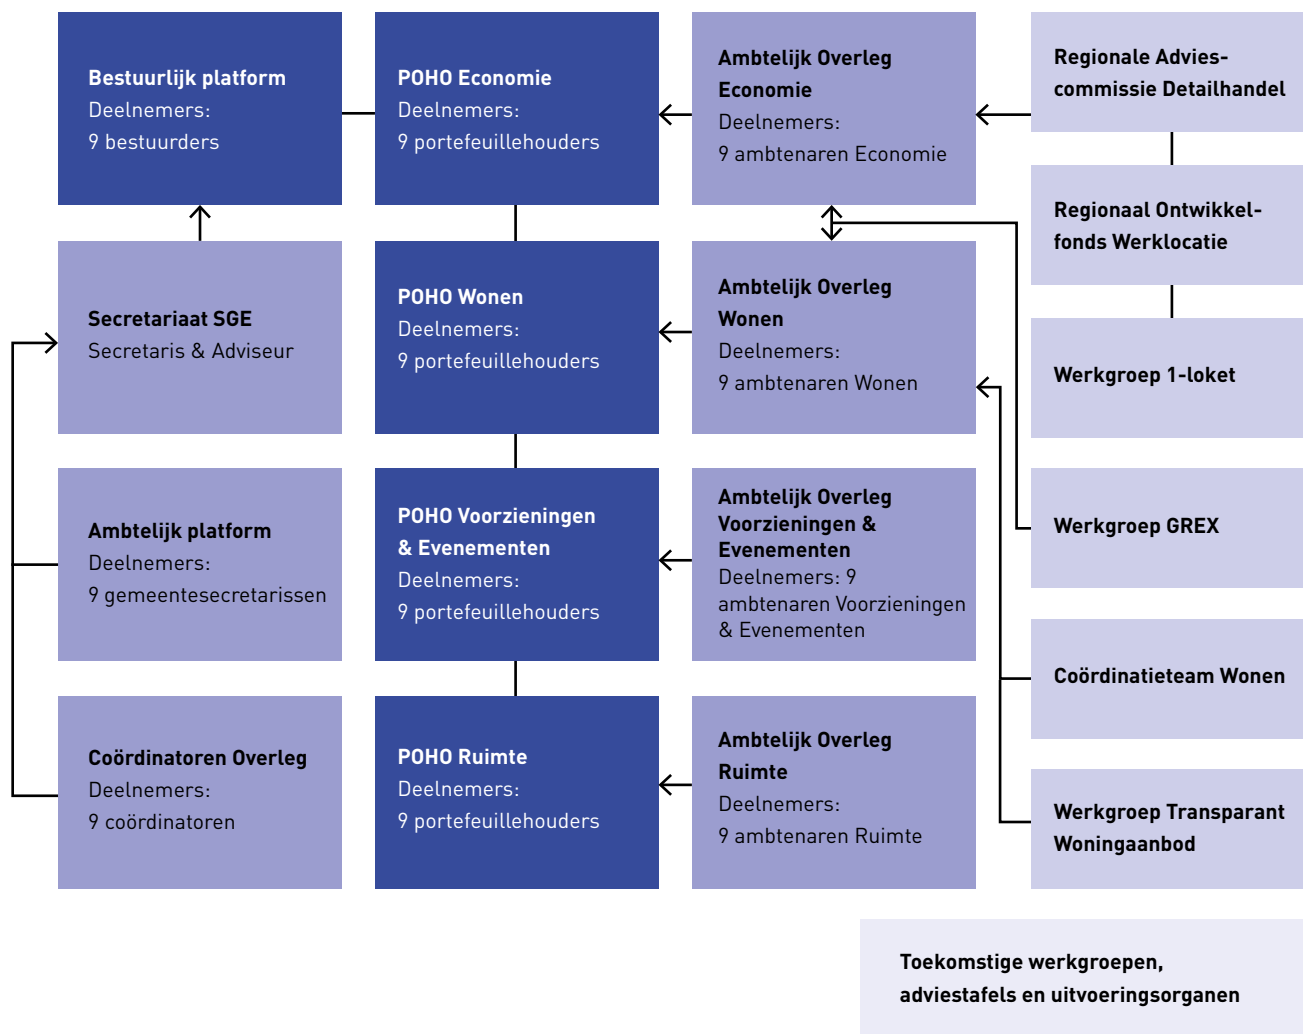 Bestuurlijk platform
Deelnemers:
9 bestuurders
POHO Economie
Deelnemers:
9 portefeuillehouders
Ambtelijk Overleg
Economie
Deelnemers:
9 ambtenaren Economie
Regionale Advies-
commissie Detailhandel
Regionaal Ontwikkel-
fonds Werklocatie
Secretariaat SGE
Secretaris & Adviseur
POHO Wonen
Deelnemers:
9 portefeuillehouders
Ambtelijk Overleg
Wonen
Deelnemers:
9 ambtenaren Wonen
Werkgroep 1-loket
Ambtelijk platform
Deelnemers:
9 gemeentesecretarissen
POHO Voorzieningen
& Evenementen
Deelnemers:
9 portefeuillehouders
Ambtelijk Overleg
Voorzieningen &
Evenementen
Deelnemers: 9
ambtenaren Voorzieningen
& Evenementen
Werkgroep GREX
Coördinatieteam Wonen
Coördinatoren Overleg
Deelnemers:
9 coördinatoren
POHO Ruimte
Deelnemers:
9 portefeuillehouders
Ambtelijk Overleg
Ruimte
Deelnemers:
9 ambtenaren Ruimte
Werkgroep Transparant
Woningaanbod
Toekomstige werkgroepen,
adviestafels en uitvoeringsorganen